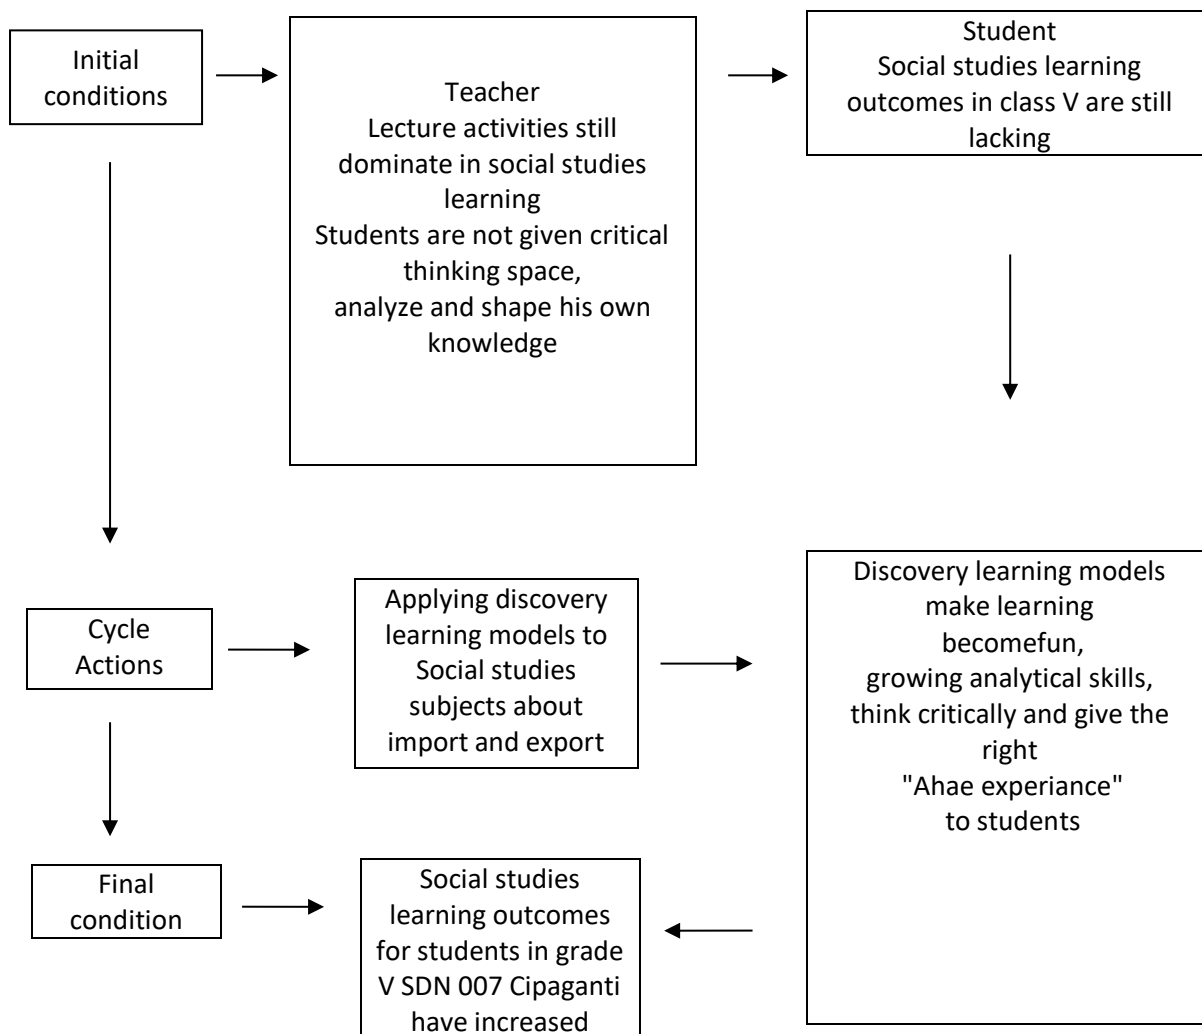 Initial
conditions
Teacher
Lecture activities still
dominate in social studies
learning
Students are not given critical
thinking space,
analyze and shape his own
knowledge
Student
Social studies learning
outcomes in class V are still
lacking
Cycle
Actions
Applying discovery
learning models to
Social studies
subjects about
import and export
Discovery learning models
make learning
becomefun,
growing analytical skills,
think critically and give the
right
"Ahae experiance"
to students
Final
condition
Social studies
learning outcomes
for students in grade
V SDN 007 Cipaganti
have increased